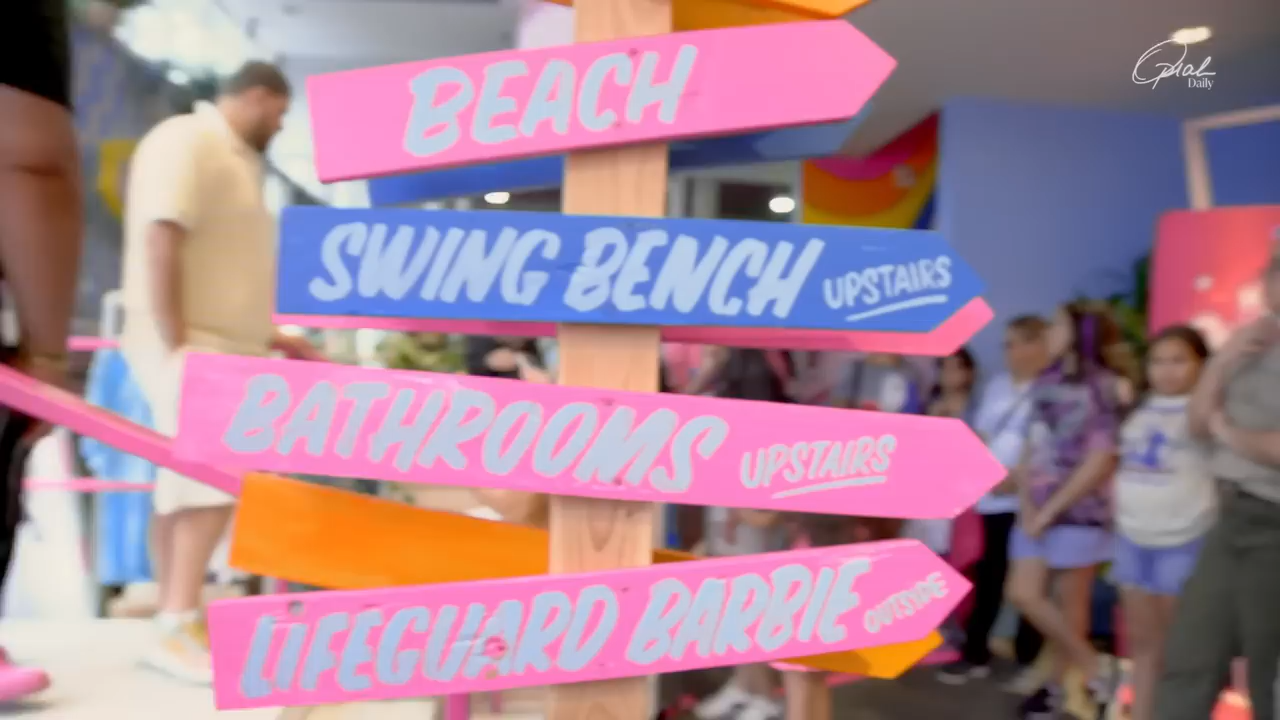 BEACH
SWING BENCH UPSTAIRS
BATHROOMS UPSTAIRS
LIFEGUARD BARBIE OUTSIDE
Oprah
Daily